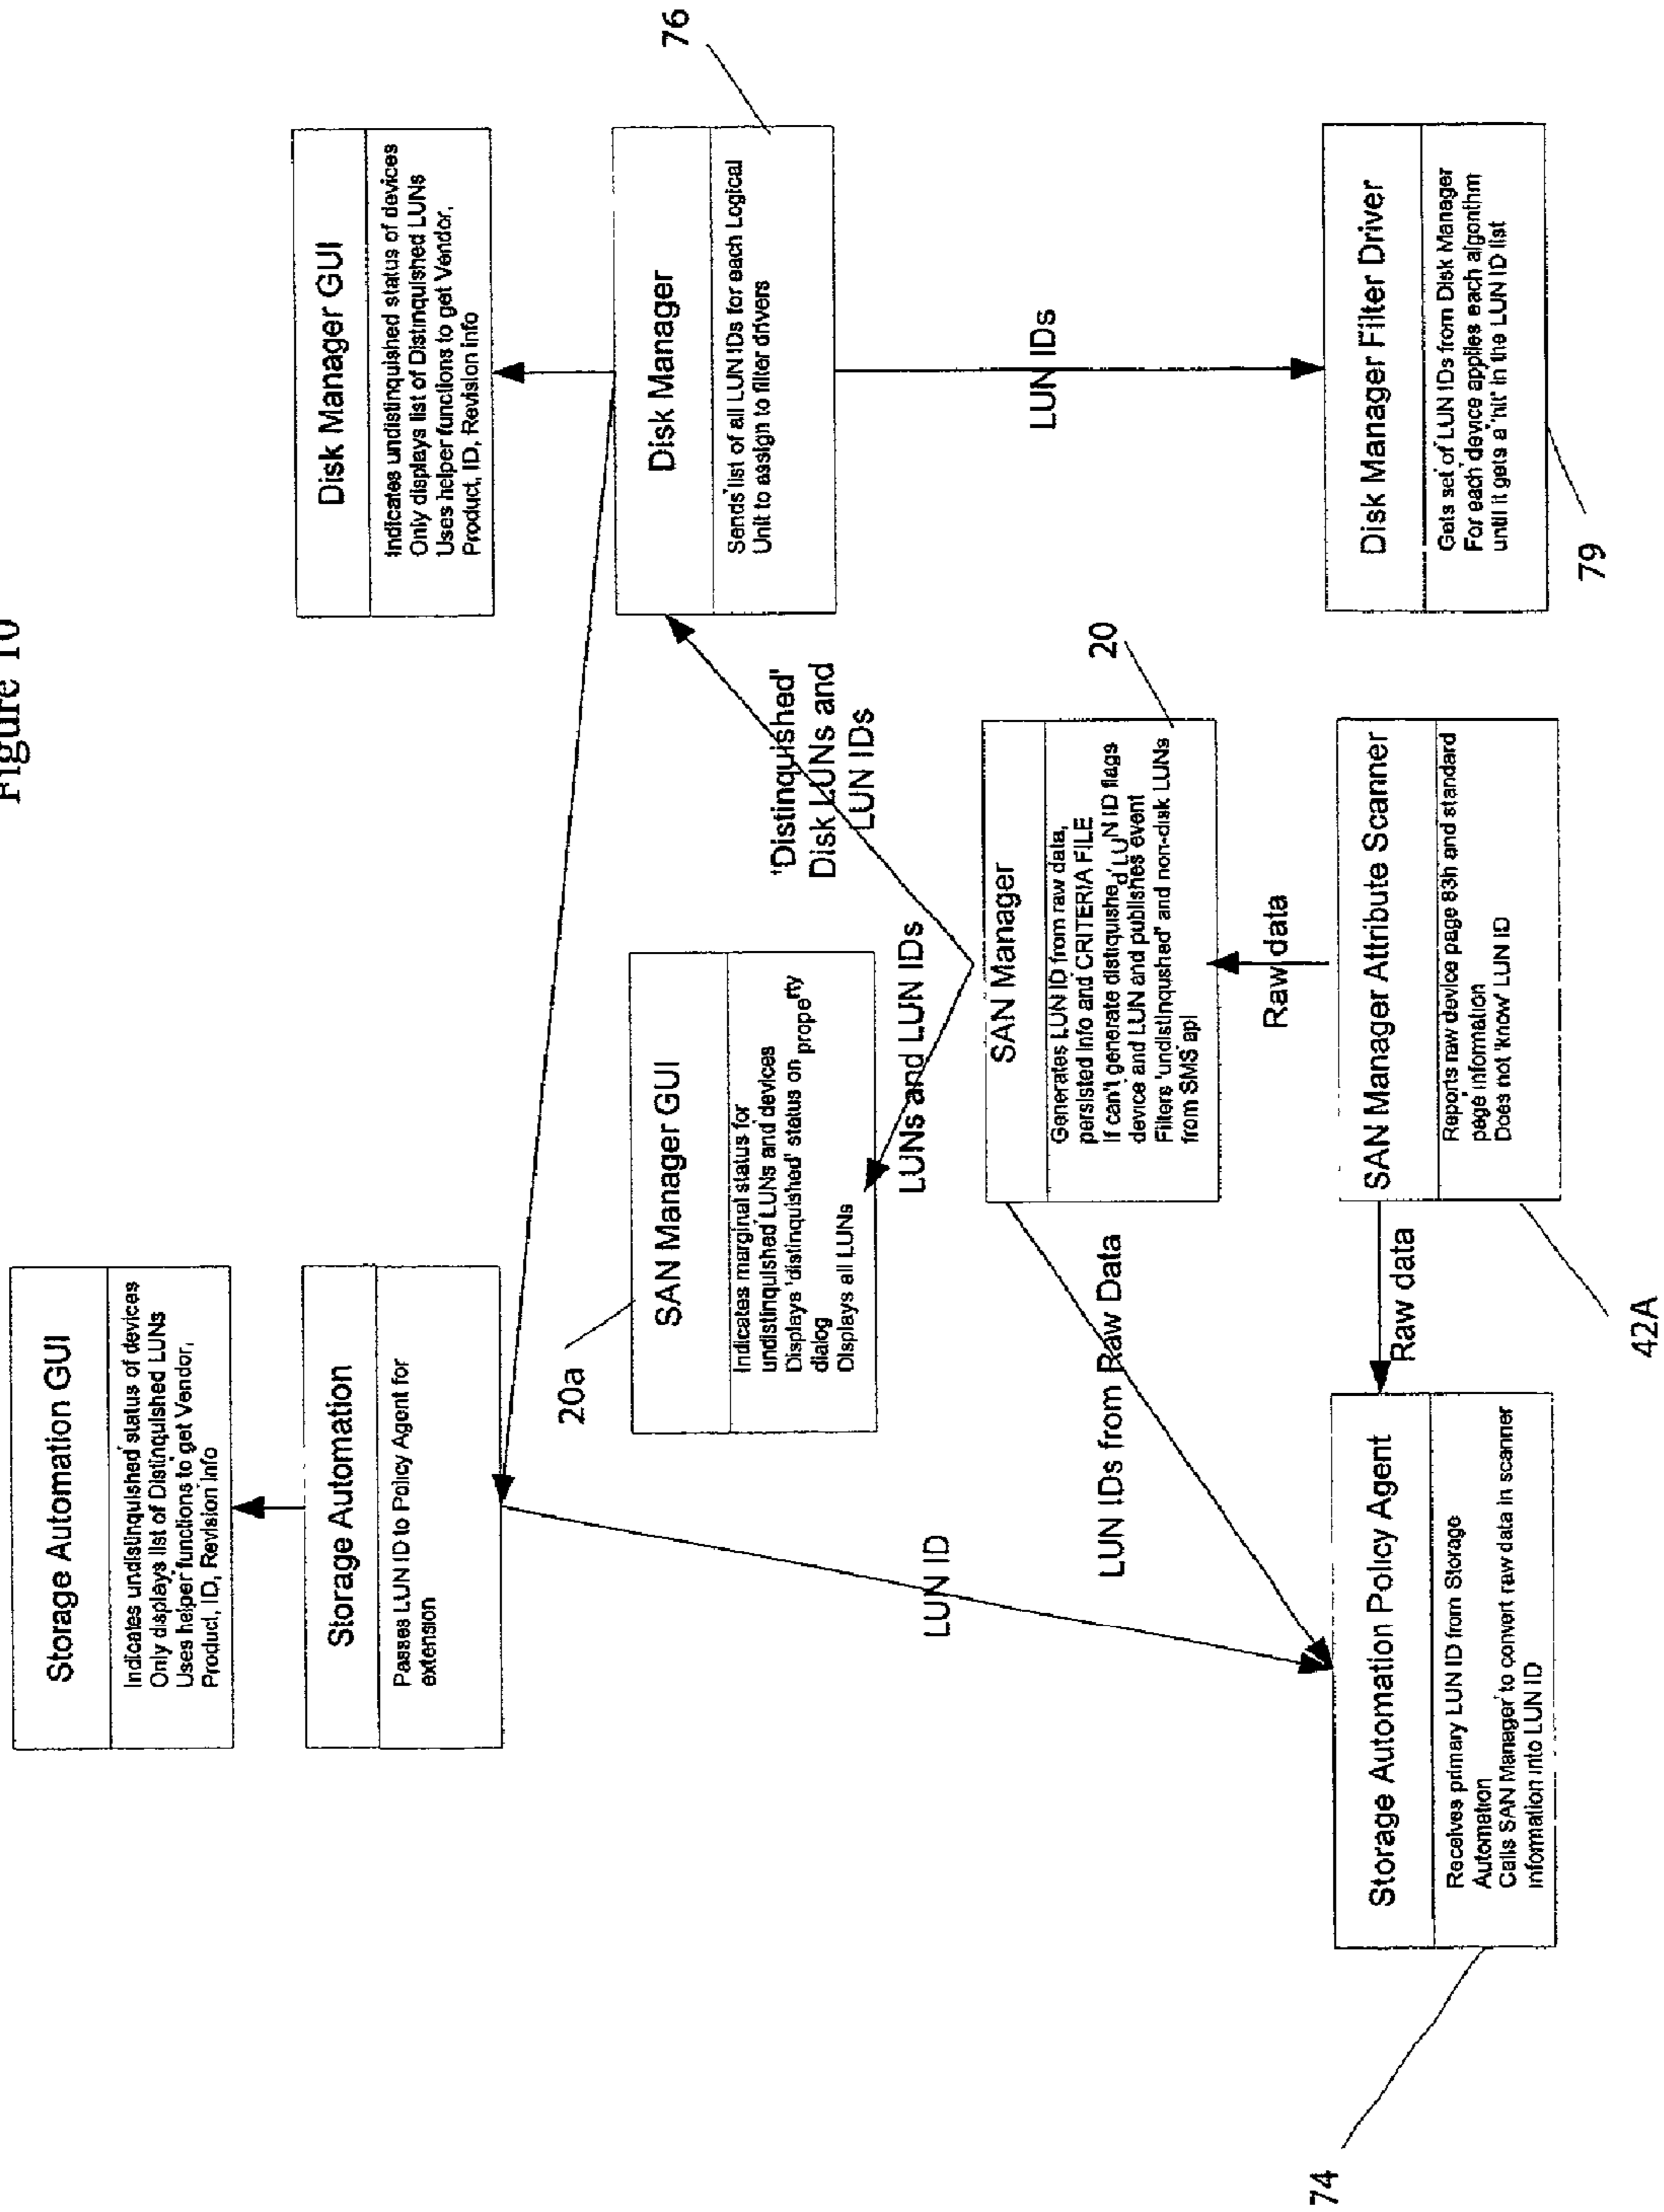 Figure 10
Storage Automation GUI
Indicates undistinquished status of devices
Only displays list of Distinquished LUNs
Uses helper functions to get Vendor,
Product, ID, Revision Info
Storage Automation
Passes LUN ID to Policy Agent for
extension
Disk Manager GUI
Indicates undistinquished status of devices
Only displays list of Distinquished LUNs
Uses helper functions to get Vendor,
Product, ID, Revision info
76
Disk Manager
Sends list of all LUN IDs for each Logical
Unit to assign to filter drivers
20a
SAN Manager GUI
Indicates marginal status for
undistinquished LUNs and devices
Displays 'distinquished' status on property
dialog
Displays all LUNs
'Distinquished'
Disk LUNs and
LUN IDs
LUNs and LUN IDs
LUN ID
20
SAN Manager
Generates LUN ID from raw data,
persisted info and CRITERIA FILE
If can't generate distiquished LUN ID flags
device and LUN and publishes event
Filters 'undistinqushed' and non-disk LUNs
from SMS api
LUN IDs
LUN IDs from Raw Data
Raw data
Storage Automation Policy Agent
Receives primary LUN ID from Storage
Automation
Calls SAN Manager to convert raw data in scanner
information into LUN ID
Raw data
SAN Manager Attribute Scanner
Reports raw device page 83h and standard
page information
Does not 'know' LUN ID
Disk Manager Filter Driver
Gets set of LUN IDs from Disk Manager
For each device applies each algorithm
until it gets a 'hit' in the LUN ID list
74
42A
79